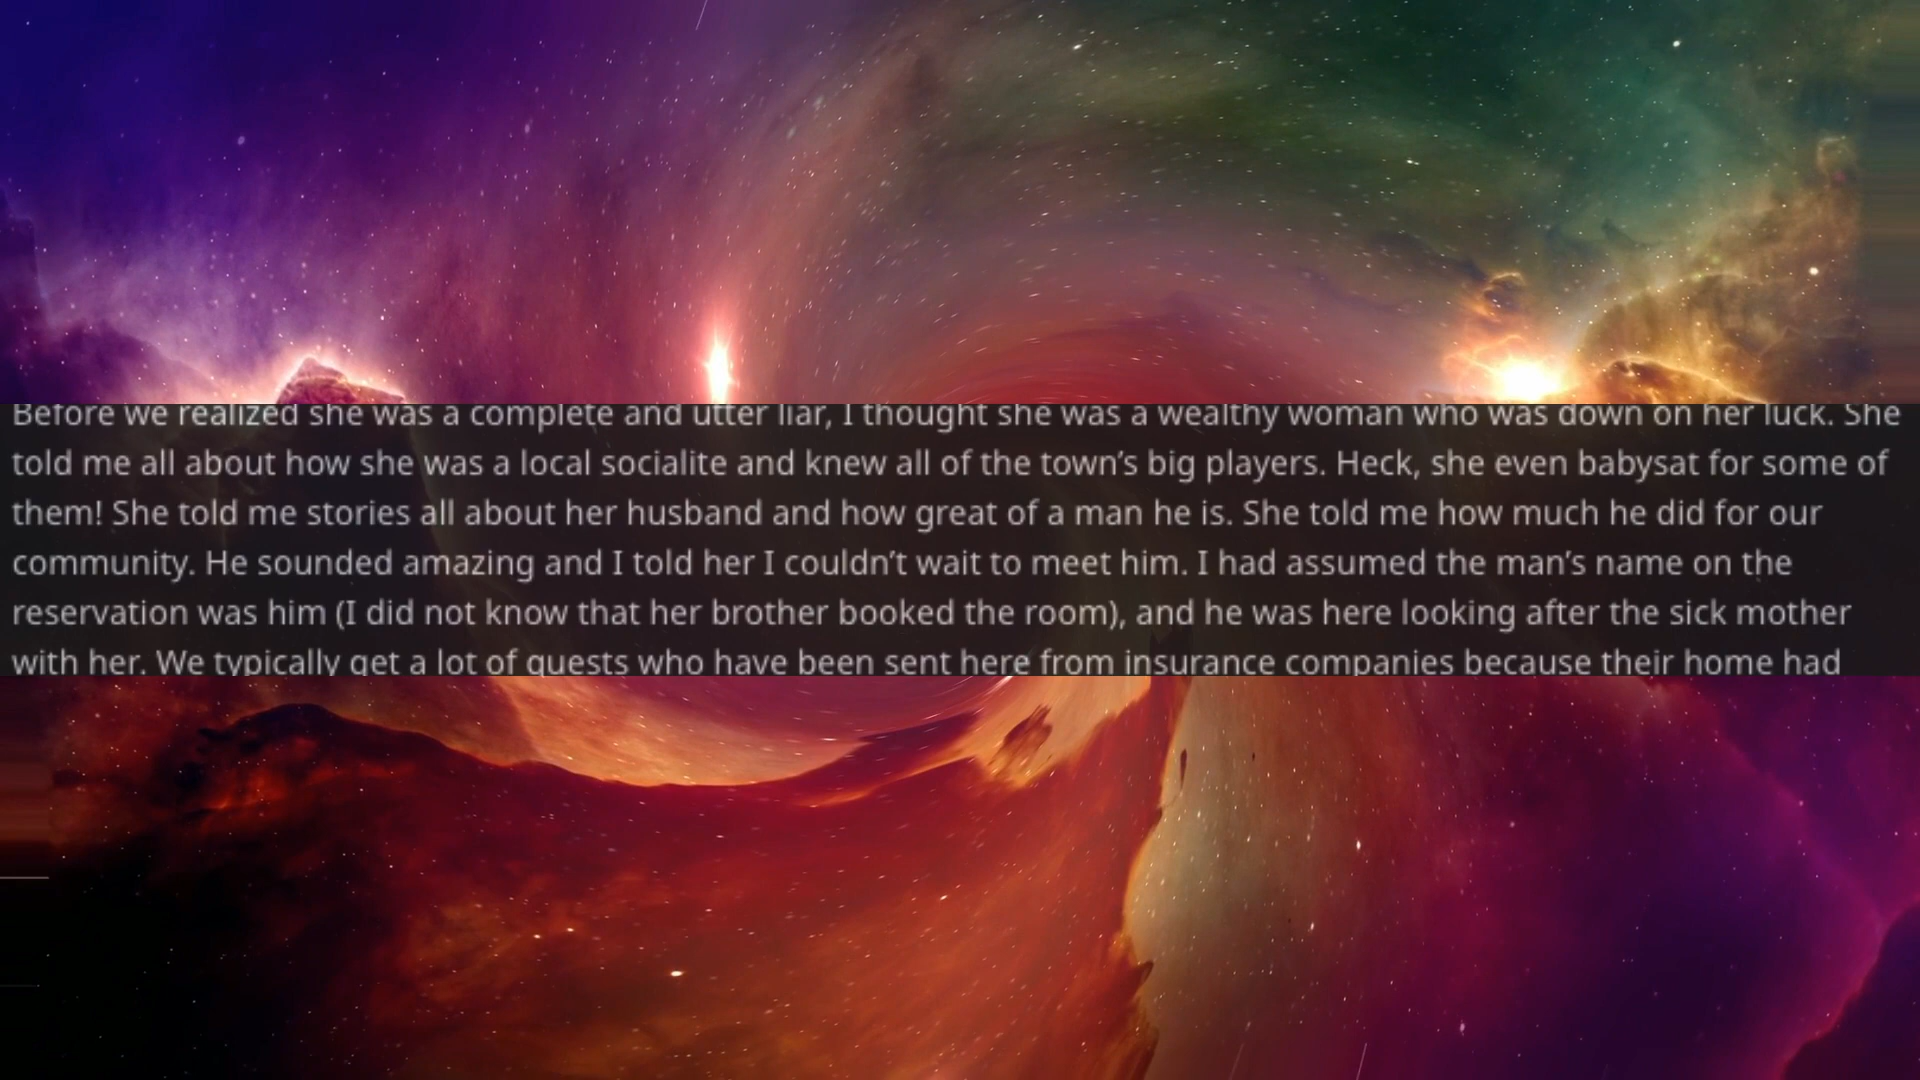 Before we realized she was a complete and utter liar, I thought she was a wealthy woman who was down on her luck. She
told me all about how she was a local socialite and knew all of the town’s big players. Heck, she even babysat for some of
them! She told me stories all about her husband and how great of a man he is. She told me how much he did for our
community. He sounded amazing and I told her I couldn’t wait to meet him. I had assumed the man’s name on the
reservation was him (I did not know that her brother booked the room), and he was here looking after the sick mother
with her. We typically get a lot of guests who have been sent here from insurance companies because their home had